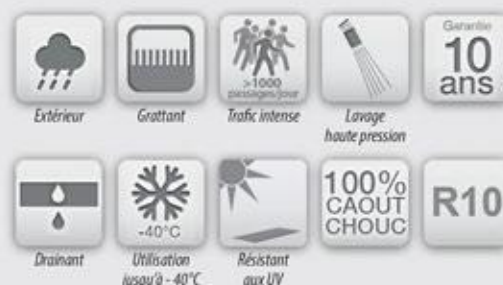 >1000
passages/jour
Garantie
10
ans
Extérieur
Grattant
Trafic intense
Lavage
haute pression
-40°C
100%
CAOUT
CHOUC
R10
Drainant
Utilisation
jusqu'à - 40°C
Résistant
aux UV